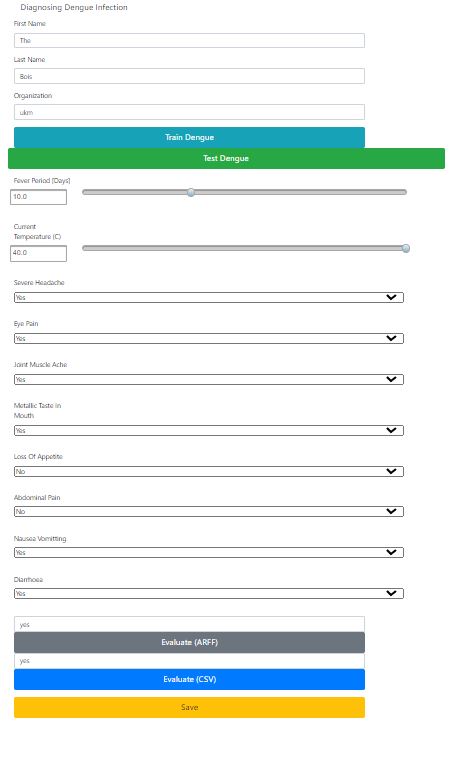 Diagnosing Dengue Infection
First Name
The
Last Name
Bois
Organization
ukm
Train Dengue
Test Dengue
Fever Period (Days)
10.0
Current
Temperature (C)
40.0
Severe Headache
Yes
Eye Pain
Yes
Joint Muscle Ache
Yes
Metallic Taste In
Mouth
Yes
Loss Of Appetite
No
Abdominal Pain
No
Nausea Vomitting
Yes
Diarrhoea
Yes
yes
Evaluate (ARFF)
yes
Evaluate (CSV)
Save